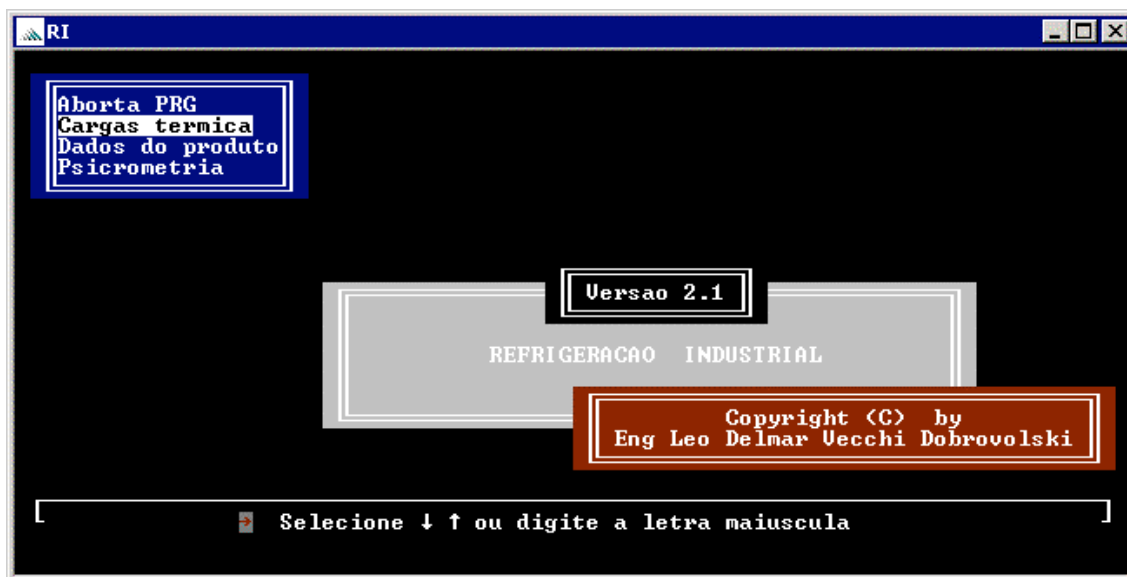 RI
Aborta PRG
Cargas termica
Dados do produto
Psicrometria
Versao 2.1
REFRIGERACAO INDUSTRIAL
Copyright (C) by
Eng Leo Delmar Vecchi Dobrovolski
→ Selecione ↓ ↑ ou digite a letra maiuscula